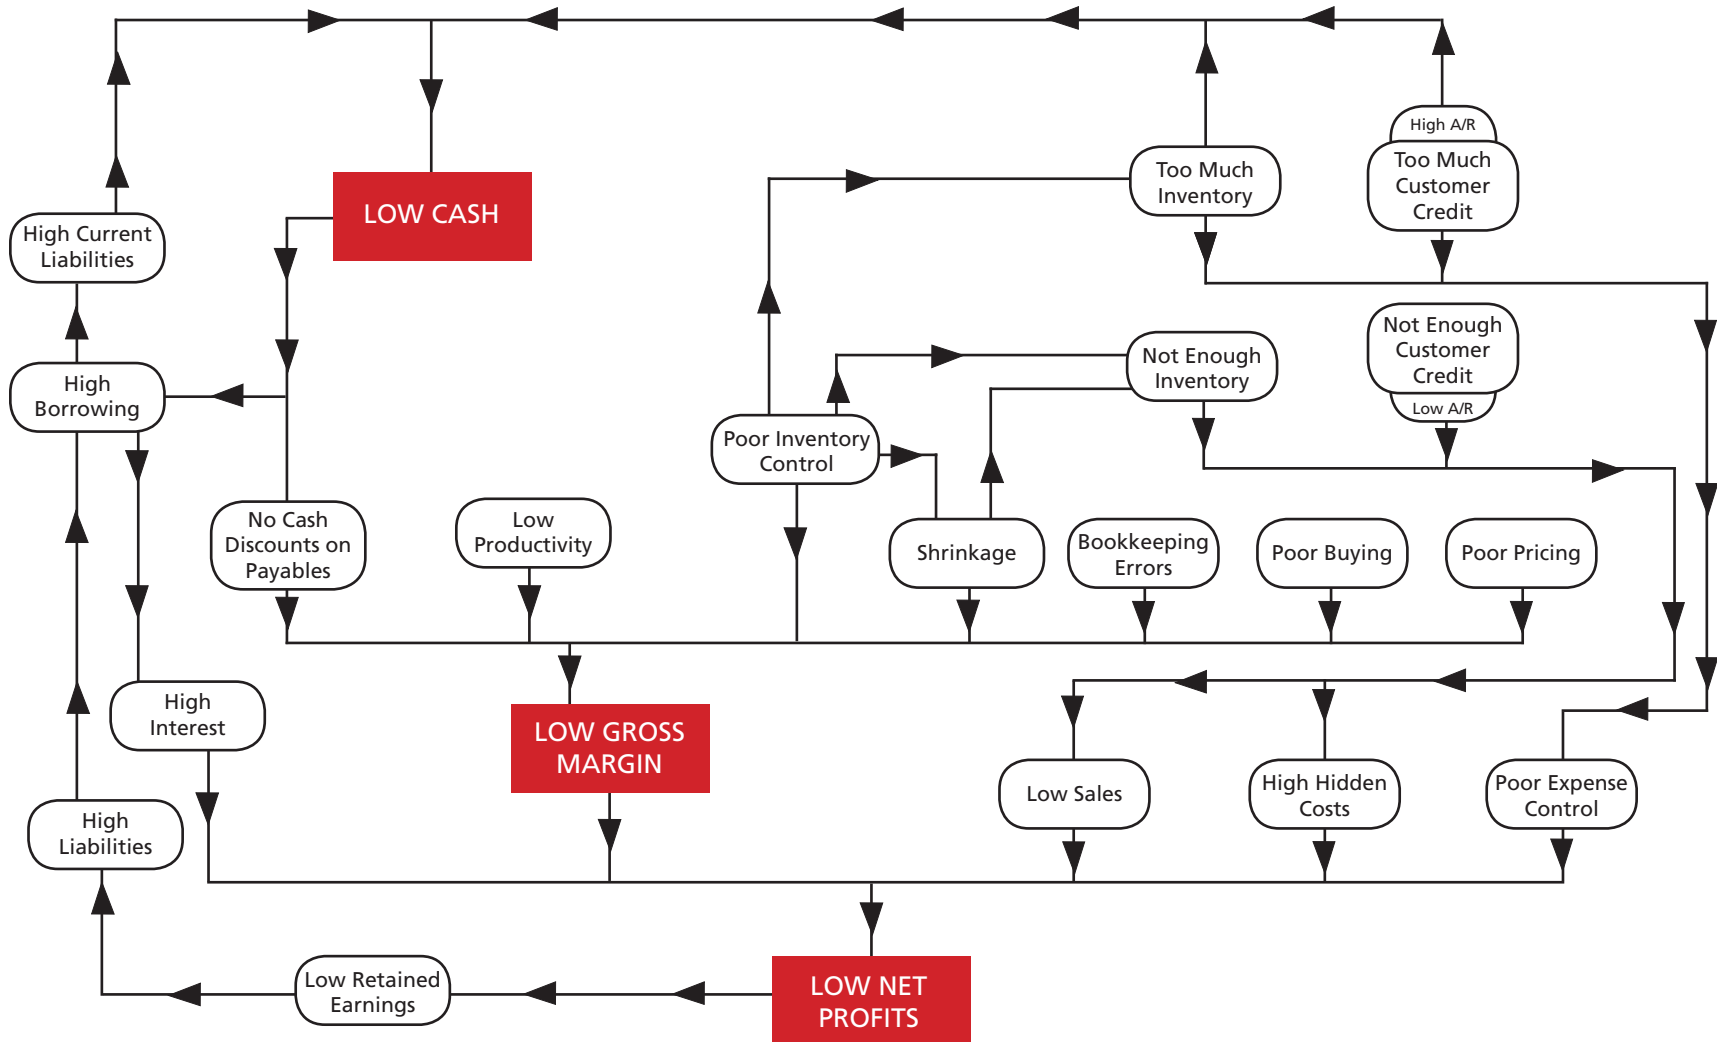 High A/R
Too Much
Customer
Credit
Too Much
Inventory
LOW CASH
High Current
Liabilities
Not Enough
Customer
Credit
Low A/R
Not Enough
Inventory
High
Borrowing
Poor Inventory
Control
No Cash
Discounts on
Payables
Low
Productivity
Shrinkage
Bookkeeping
Errors
Poor Buying
Poor Pricing
High
Interest
LOW GROSS
MARGIN
Low Sales
High Hidden
Costs
Poor Expense
Control
High
Liabilities
Low Retained
Earnings
LOW NET
PROFITS